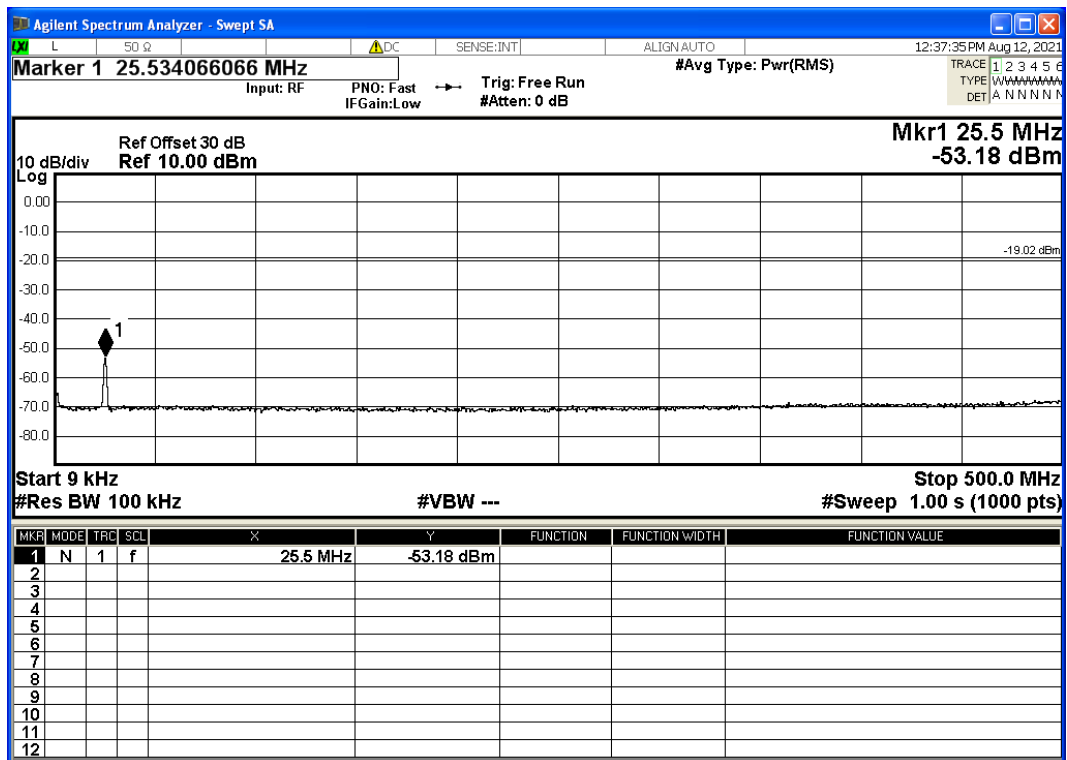 Agilent Spectrum Analyzer - Swept SA
LXI L 50 Ω DC SENSE:INT ALIGN AUTO 12:37:35 PM Aug 12, 2021
Marker 1 25.534066066 MHz
Input: RF
PNO: Fast
IFGain:Low
Trig: Free Run
#Atten: 0 dB
#Avg Type: Pwr(RMS)
TRACE 1 2 3 4 5 6
TYPE
DET A N N N N N
Mkr1 25.5 MHz
-53.18 dBm
Ref Offset 30 dB
10 dB/div Ref 10.00 dBm
Log
0.00
-10.0
-19.02 dBm
-20.0
-30.0
-40.0
1
-50.0
-60.0
-70.0
-80.0
Start 9 kHz Stop 500.0 MHz
#Res BW 100 kHz #VBW --- #Sweep 1.00 s (1000 pts)
MKR MODE TRC SCL X Y FUNCTION FUNCTION WIDTH FUNCTION VALUE
1 N 1 f 25.5 MHz -53.18 dBm
2
3
4
5
6
7
8
9
10
11
12